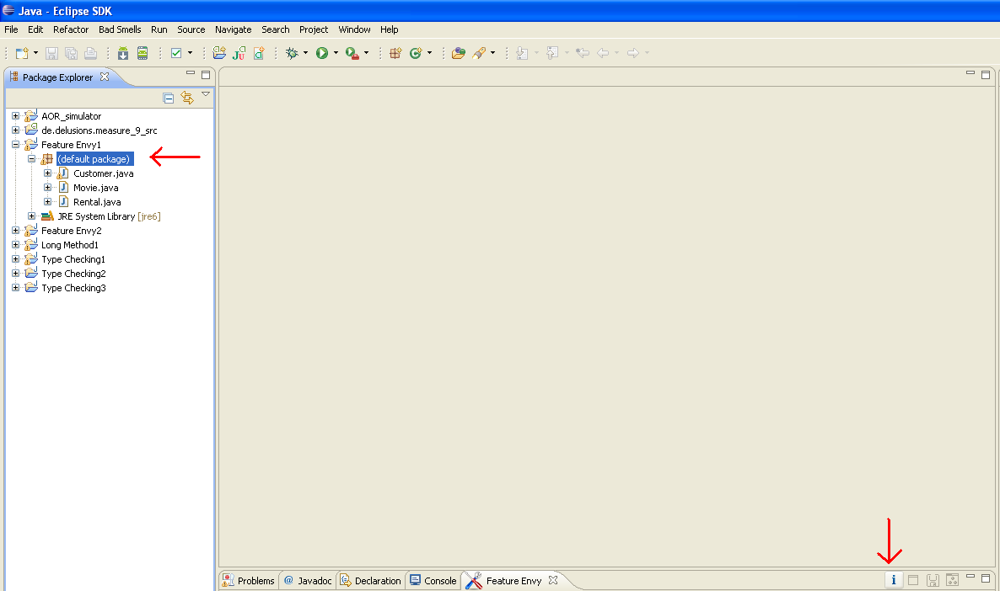 Java - Eclipse SDK
File Edit Refactor Bad Smells Run Source Navigate Search Project Window Help
Package Explorer
AOR_simulator
de.delusions.measure_9_src
Feature Envy1
(default package)
Customer.java
Movie.java
Rental.java
JRE System Library [jre6]
Feature Envy2
Long Method1
Type Checking1
Type Checking2
Type Checking3
Problems @ Javadoc Declaration Console Feature Envy i